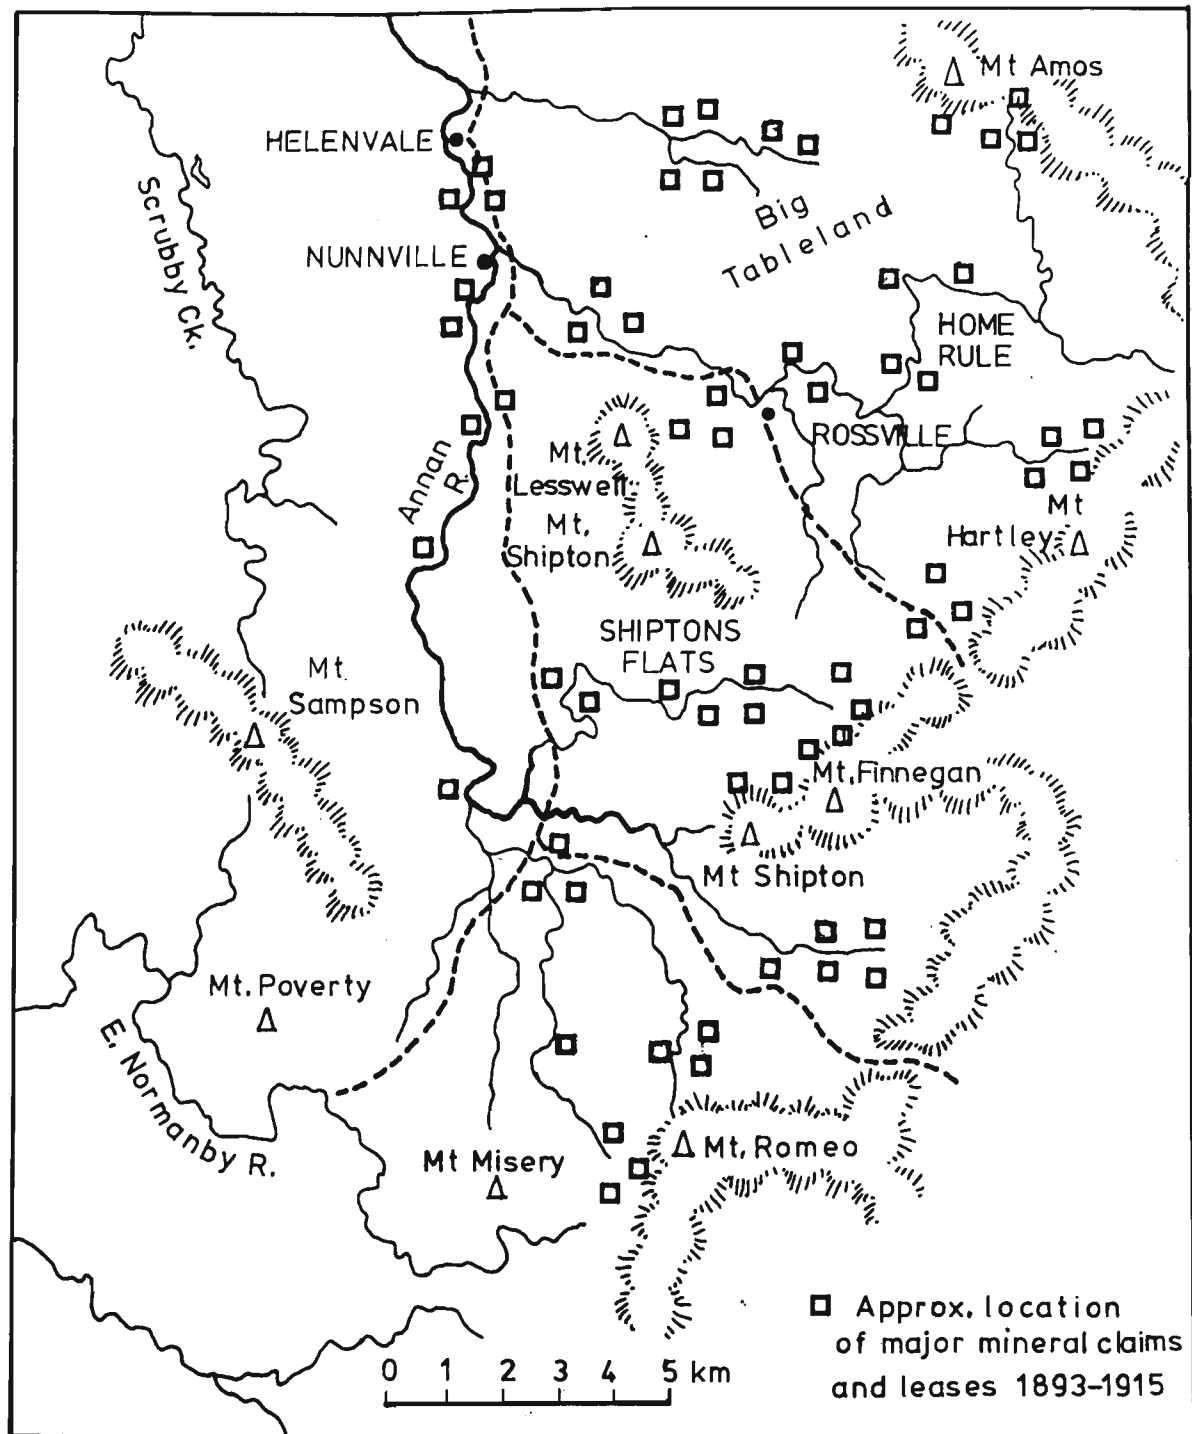 Mt Amos
HELENVALE
Scrubby Ck.
Big
Tableland
NUNNVILLE
HOME
RULE
ROSSVILLE
Annan
R.
Mt.
Lesswell
Mt.
Shipton
Mt
Hartley
SHIPTONS
FLATS
Mt.
Sampson
Mt. Finnegan
Mt Shipton
Mt. Poverty
E. Normanby R.
Mt Misery
Mt. Romeo
Approx. location
of major mineral claims
and leases 1893-1915
0 1 2 3 4 5 km